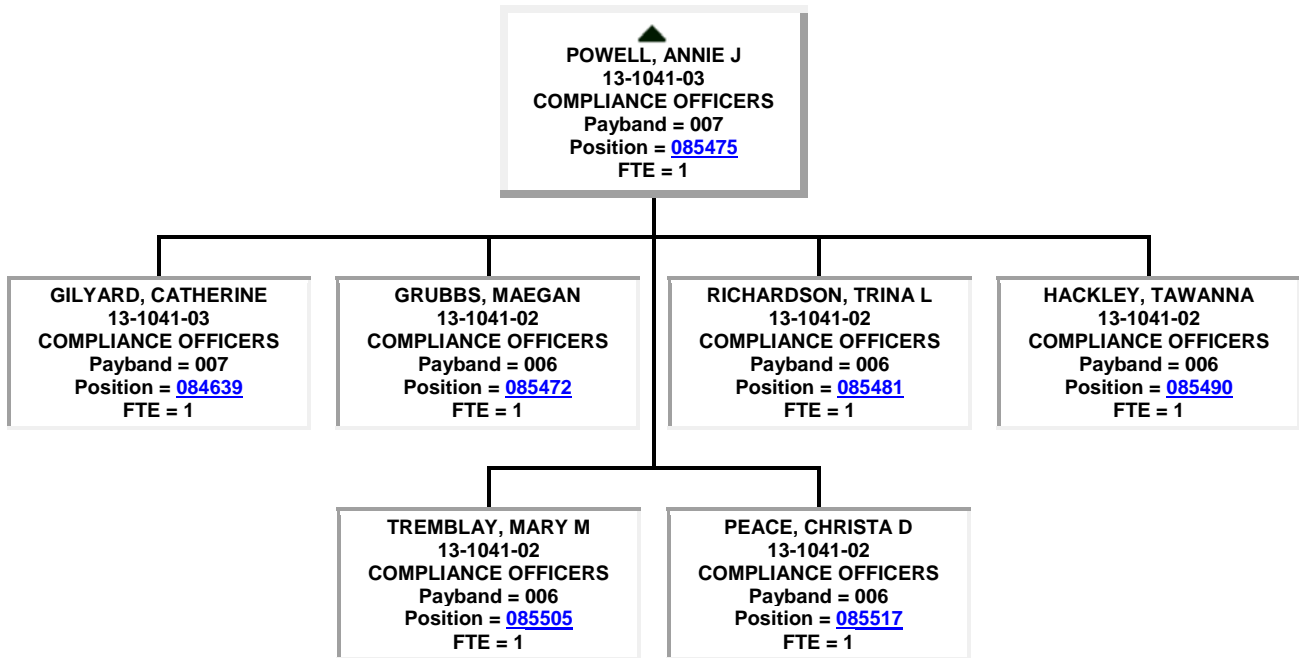 POWELL, ANNIE J
13-1041-03
COMPLIANCE OFFICERS
Payband = 007
Position = 085475
FTE = 1
GILYARD, CATHERINE
13-1041-03
COMPLIANCE OFFICERS
Payband = 007
Position = 084639
FTE = 1
GRUBBS, MAEGAN
13-1041-02
COMPLIANCE OFFICERS
Payband = 006
Position = 085472
FTE = 1
RICHARDSON, TRINA L
13-1041-02
COMPLIANCE OFFICERS
Payband = 006
Position = 085481
FTE = 1
HACKLEY, TAWANNA
13-1041-02
COMPLIANCE OFFICERS
Payband = 006
Position = 085490
FTE = 1
TREMBLAY, MARY M
13-1041-02
COMPLIANCE OFFICERS
Payband = 006
Position = 085505
FTE = 1
PEACE, CHRISTA D
13-1041-02
COMPLIANCE OFFICERS
Payband = 006
Position = 085517
FTE = 1